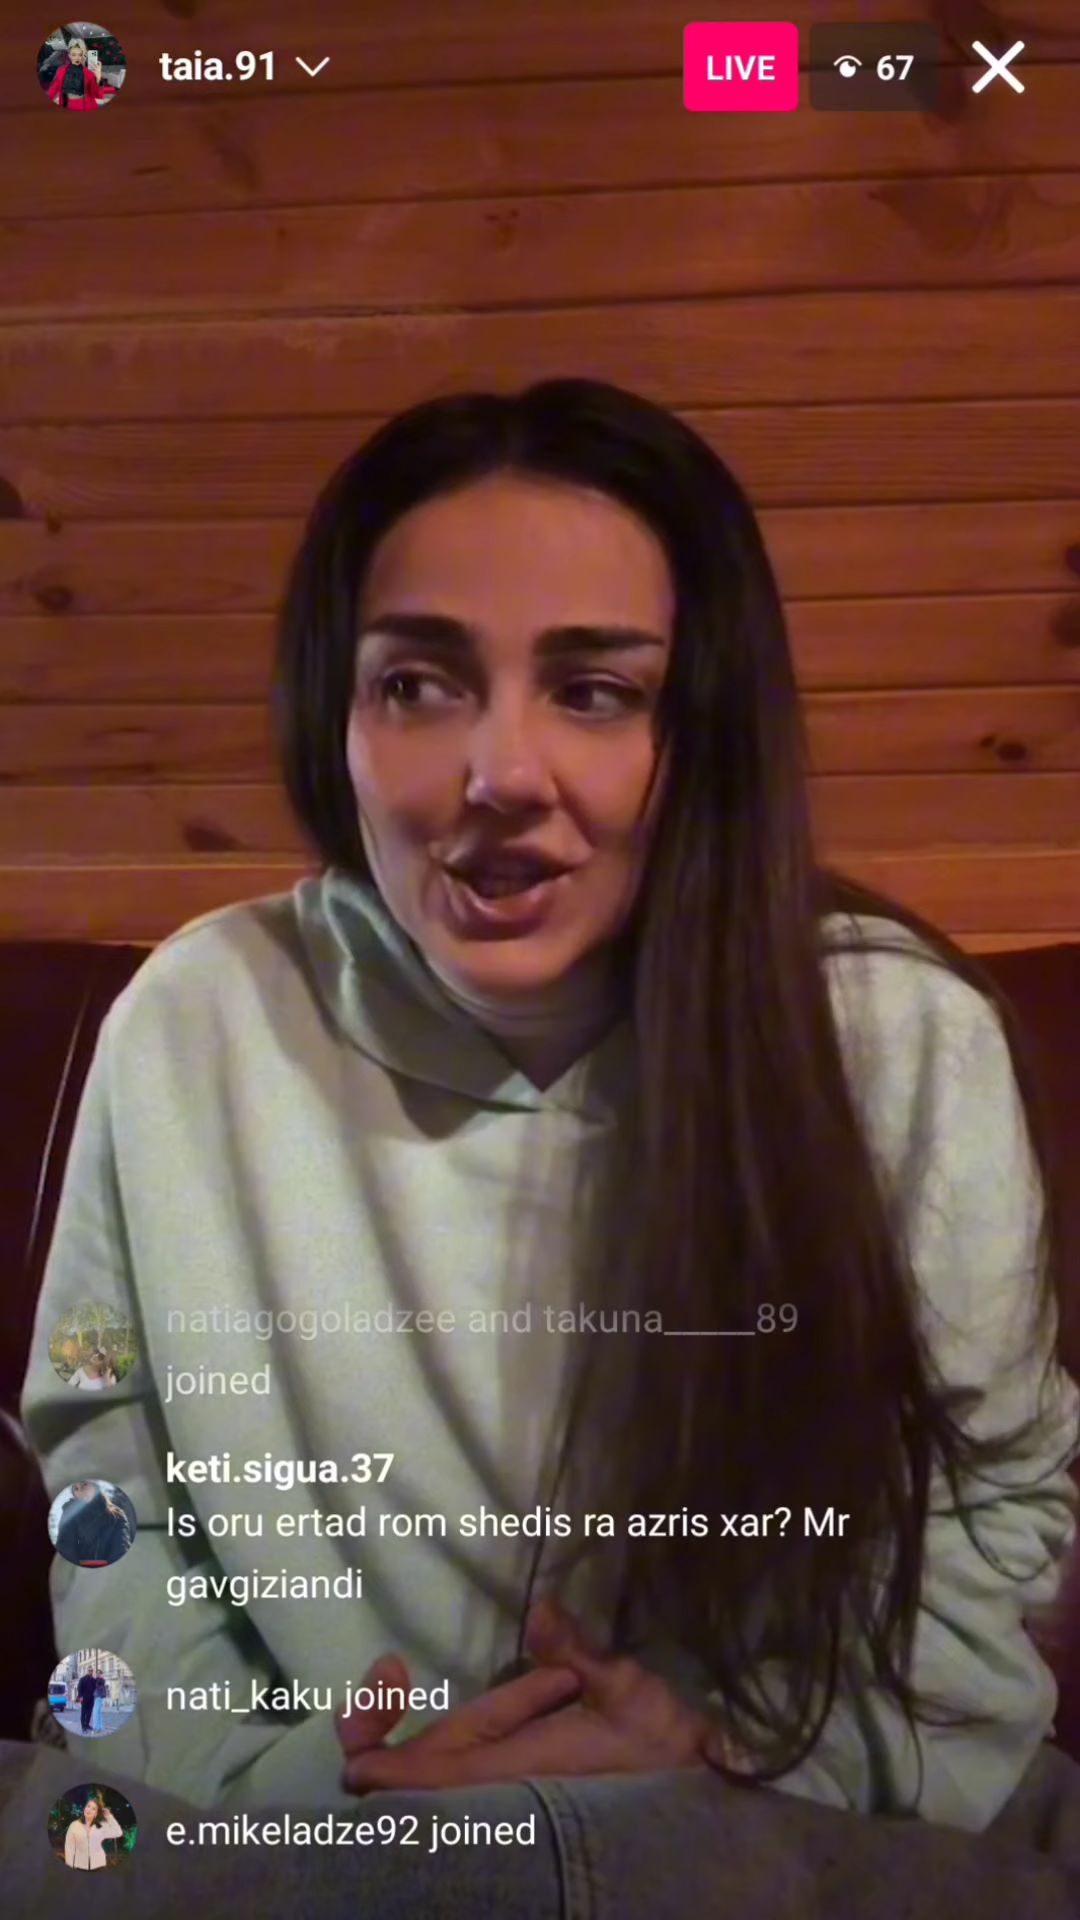 taia.91
LIVE
67
natiagogoladzee and takuna_____89
joined
keti.sigua.37
Is oru ertad rom shedis ra azris xar? Mr
gavgiziandi
nati_kaku joined
e.mikeladze92 joined